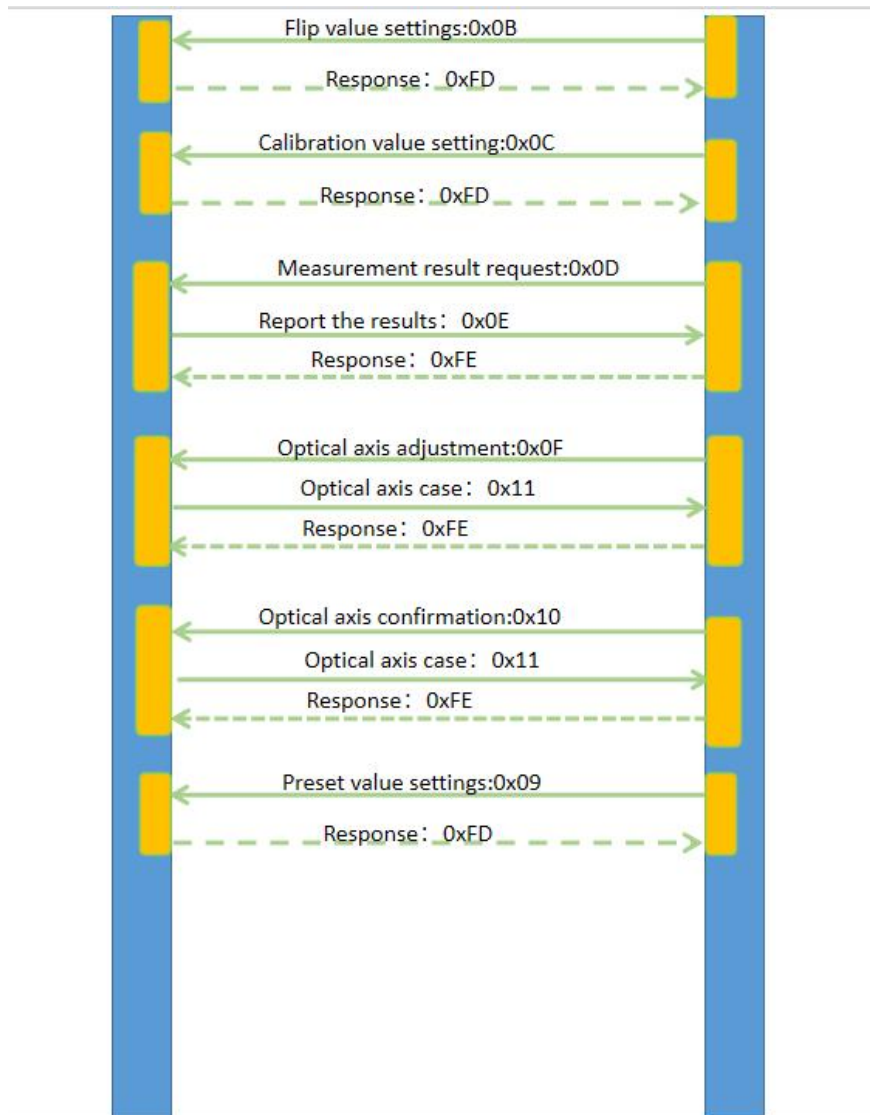 Flip value settings:0x0B
Response：0xFD
Calibration value setting:0x0C
Response：0xFD
Measurement result request:0x0D
Report the results：0x0E
Response：0xFE
Optical axis adjustment:0x0F
Optical axis case：0x11
Response：0xFE
Optical axis confirmation:0x10
Optical axis case：0x11
Response：0xFE
Preset value settings:0x09
Response：0xFD